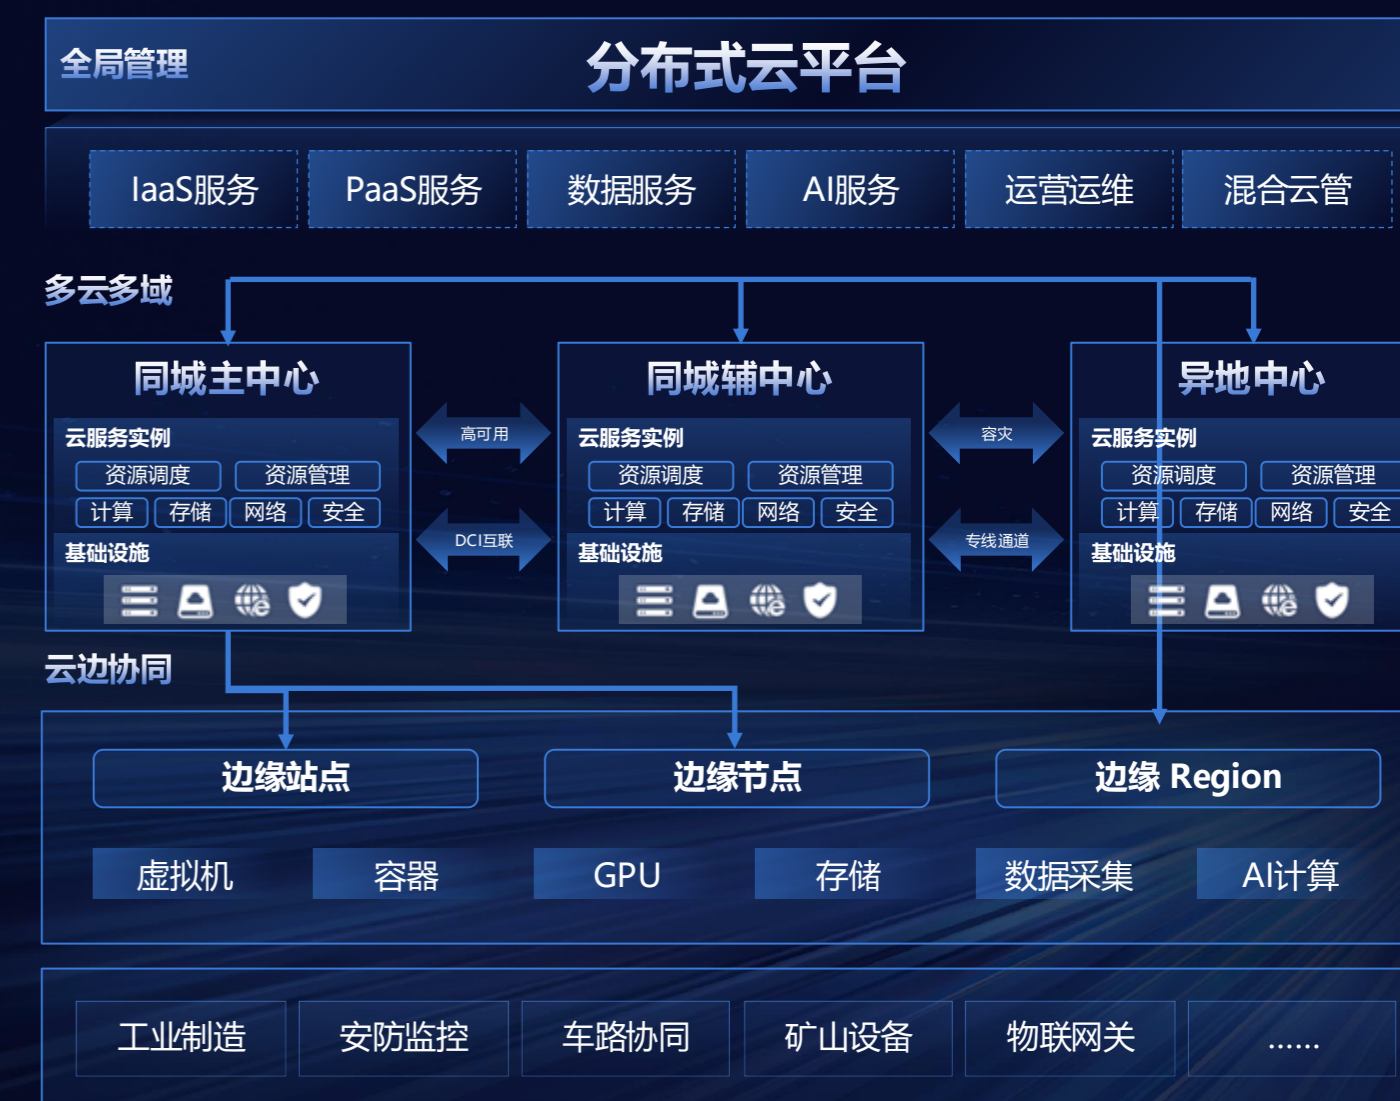 全局管理
分布式云平台
IaaS服务 PaaS服务 数据服务 AI服务 运营运维 混合云管
多云多域
同城主中心 同城辅中心 异地中心
云服务实例 高可用 云服务实例 容灾 云服务实例
资源调度 资源管理 资源调度 资源管理 资源调度 资源管理
计算 存储 网络 安全 计算 存储 网络 安全 计算 存储 网络 安全
DCI互联 专线通道
基础设施 基础设施 基础设施
云边协同
边缘站点 边缘节点 边缘 Region
虚拟机 容器 GPU 存储 数据采集 AI计算
工业制造 安防监控 车路协同 矿山设备 物联网关 ......